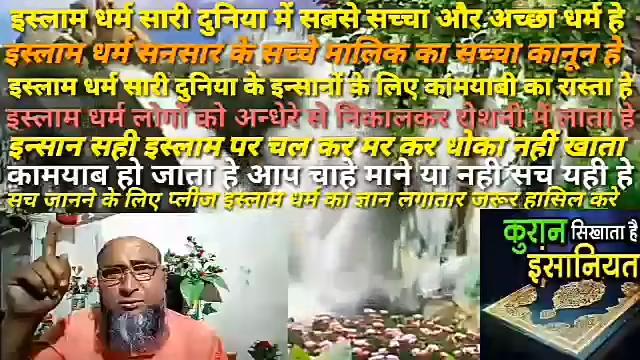 इस्लाम धर्म सारी दुनिया में सबसे सच्चा और अच्छा धर्म हे
इस्लाम धर्म सन्रसार के सच्चे मालिक का सच्चा कानून हे
इस्लाम धर्म सारी दुनिया के इन्सानों के लिए कामयाबी का रास्ता हे
इस्लाम धर्म लोगों को अन्धेरे से निकालकर रोशनी में लाता हे
इन्सान सही इस्लाम पर चल कर मर कर धोका नहीं खाता
कामयाब हो जाता हे आप चाहे माने या नही सच यही हे
सच जानने के लिए प्लीज इस्लाम धर्म का ज्ञान लगातार जरूर हासिल करे
कुरान सिखाता है
इंसानियत